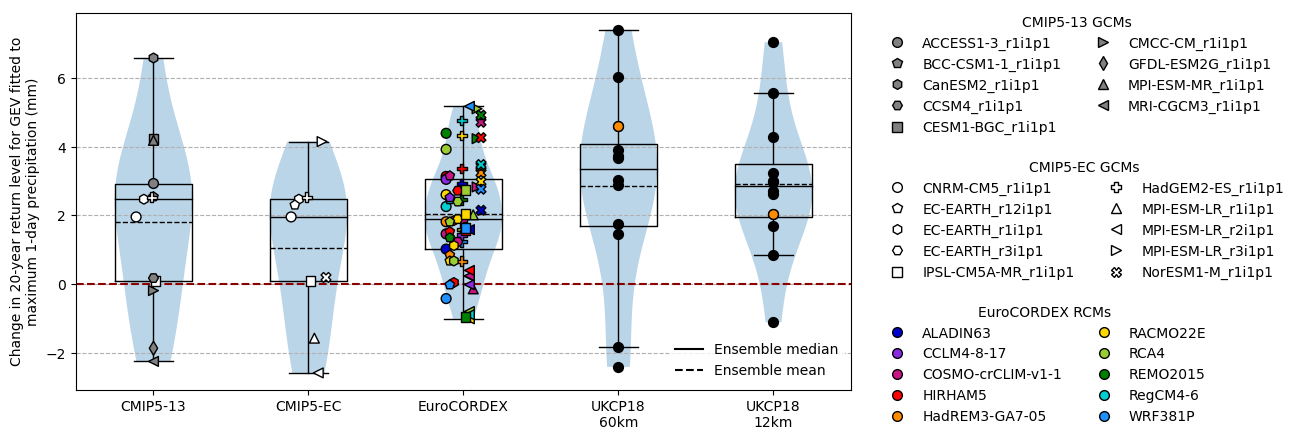 Change in 20-year return level for GEV fitted to
maximum 1-day precipitation (mm)
6
4
2
0
−2
CMIP5-13
CMIP5-EC
EuroCORDEX
UKCP18
60km
UKCP18
12km
Ensemble median
Ensemble mean
CMIP5-13 GCMs
ACCESS1-3_r1i1p1
BCC-CSM1-1_r1i1p1
CanESM2_r1i1p1
CCSM4_r1i1p1
CESM1-BGC_r1i1p1
CMCC-CM_r1i1p1
GFDL-ESM2G_r1i1p1
MPI-ESM-MR_r1i1p1
MRI-CGCM3_r1i1p1
CMIP5-EC GCMs
CNRM-CM5_r1i1p1
EC-EARTH_r12i1p1
EC-EARTH_r1i1p1
EC-EARTH_r3i1p1
IPSL-CM5A-MR_r1i1p1
HadGEM2-ES_r1i1p1
MPI-ESM-LR_r1i1p1
MPI-ESM-LR_r2i1p1
MPI-ESM-LR_r3i1p1
NorESM1-M_r1i1p1
EuroCORDEX RCMs
ALADIN63
CCLM4-8-17
COSMO-crCLIM-v1-1
HIRHAM5
HadREM3-GA7-05
RACMO22E
RCA4
REMO2015
RegCM4-6
WRF381P